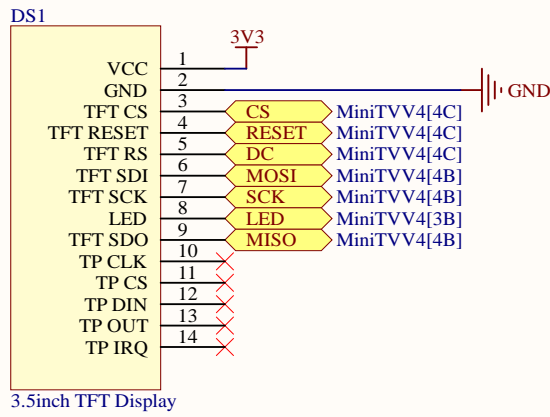 DS1
3V3
VCC 1
GND 2 GND
TFT CS 3 CS MiniTVV4[4C]
TFT RESET 4 RESET MiniTVV4[4C]
TFT RS 5 DC MiniTVV4[4C]
TFT SDI 6 MOSI MiniTVV4[4B]
TFT SCK 7 SCK MiniTVV4[4B]
LED 8 LED MiniTVV4[3B]
TFT SDO 9 MISO MiniTVV4[4B]
TP CLK 10
TP CS 11
TP DIN 12
TP OUT 13
TP IRQ 14
3.5inch TFT Display